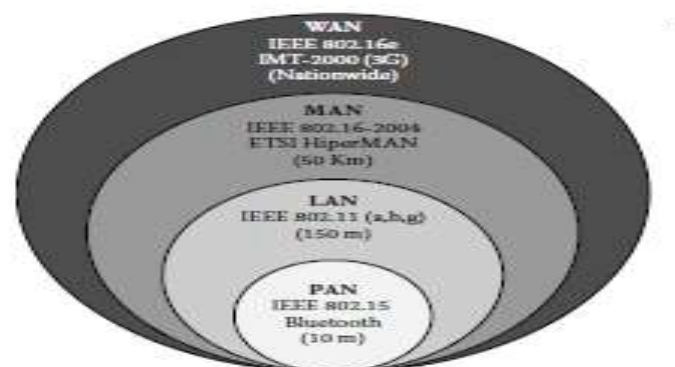 WAN
IEEE 802.16e
IMT-2000 (3G)
(Nationwide)
MAN
IEEE 802.16-2004
ETSI HiperMAN
(50 Km)
LAN
IEEE 802.11 (a,b,g)
(150 m)
PAN
IEEE 802.15
Bluetooth
(10 m)